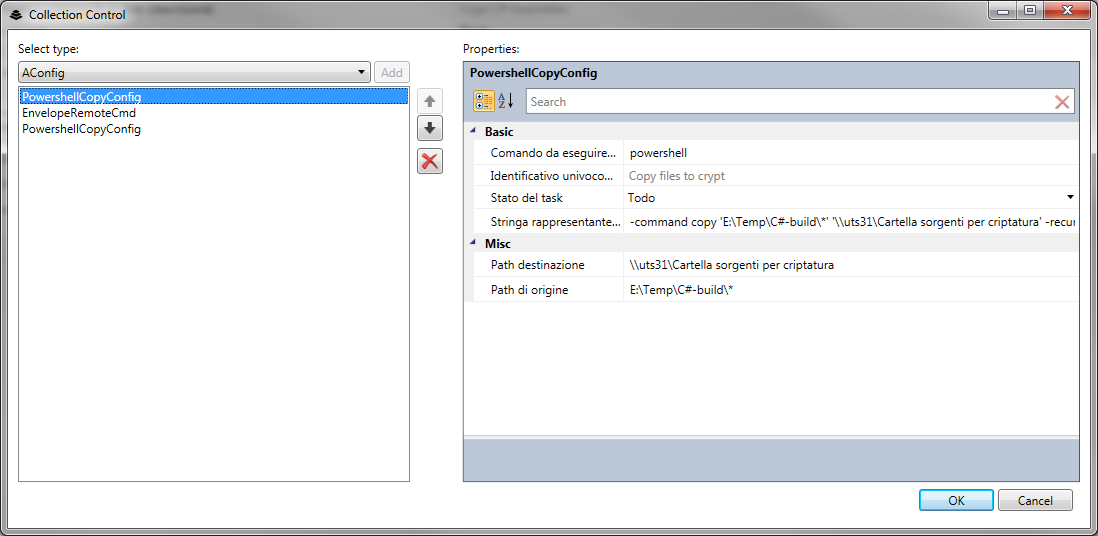 Collection Control
Select type:
AConfig
Add
PowershellCopyConfig
EnvelopeRemoteCmd
PowershellCopyConfig
Properties:
PowershellCopyConfig
Search
Basic
Comando da eseguire... powershell
Identificativo univoco... Copy files to crypt
Stato del task Todo
Stringa rappresentante... -command copy 'E:\Temp\C#-build\*' '\\uts31\Cartella sorgenti per criptatura' -recur
Misc
Path destinazione \\uts31\Cartella sorgenti per criptatura
Path di origine E:\Temp\C#-build\*
OK Cancel